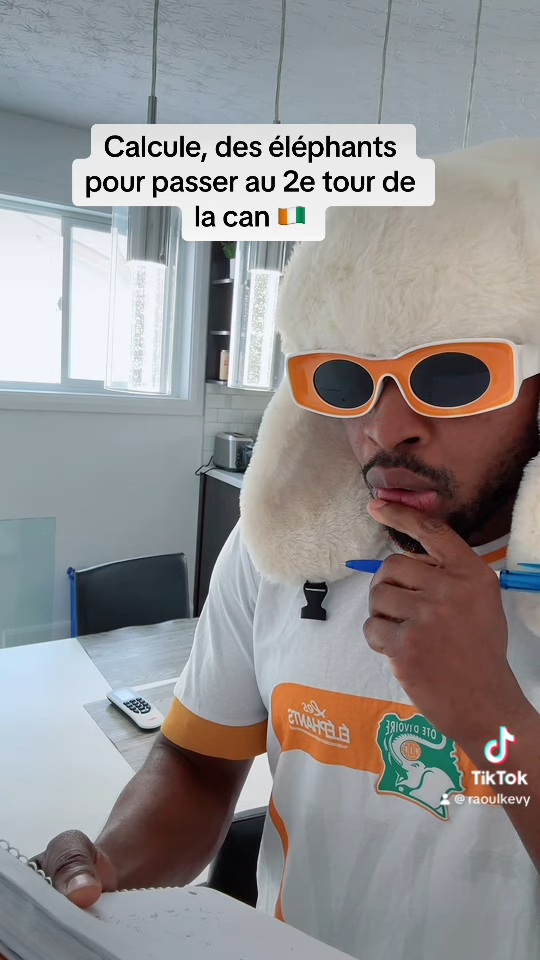 Calcule, des éléphants
pour passer au 2e tour de
la can 🇨🇮
Les
ÉLÉPHANTS
CÔTE D'IVOIRE
TikTok
@raoulkevy